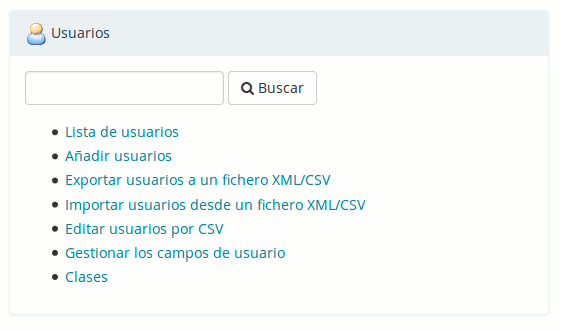 Usuarios
Buscar
Lista de usuarios
Añadir usuarios
Exportar usuarios a un fichero XML/CSV
Importar usuarios desde un fichero XML/CSV
Editar usuarios por CSV
Gestionar los campos de usuario
Clases